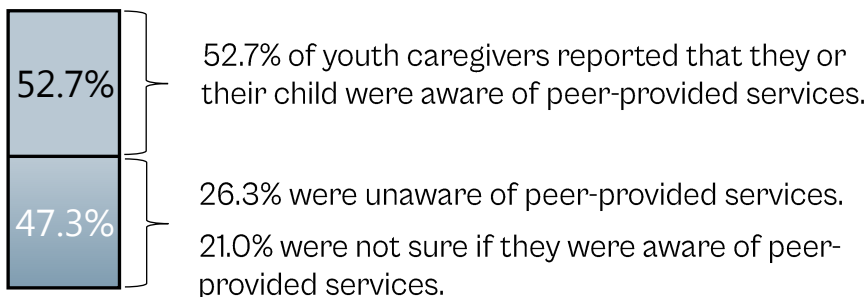 52.7%
52.7% of youth caregivers reported that they or
their child were aware of peer-provided services.
47.3%
26.3% were unaware of peer-provided services.
21.0% were not sure if they were aware of peer-
provided services.